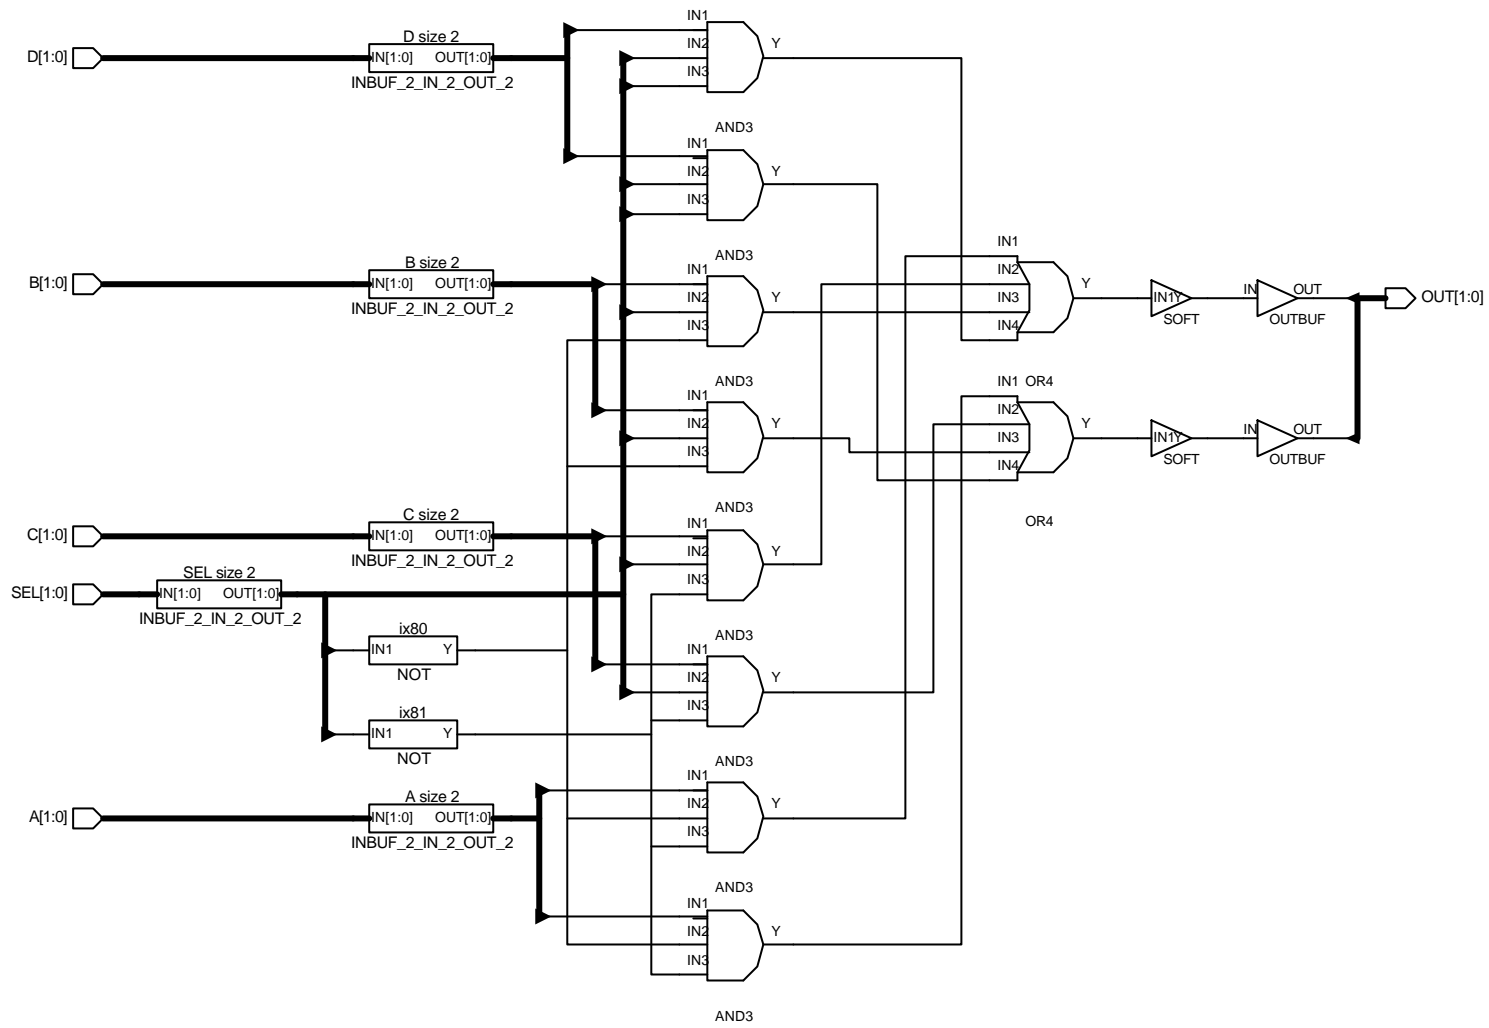 IN1
Y
D size 2
IN2
D[1:0]
IN[1:0] OUT[1:0]
IN3
INBUF_2_IN_2_OUT_2
AND3
IN1
IN2
Y
IN3
AND3
IN1
IN1
B size 2
IN2
B[1:0]
IN[1:0] OUT[1:0]
IN2
Y
Y
IN1Y
IN
OUT
OUT[1:0]
IN3
INBUF_2_IN_2_OUT_2
IN3
IN4
SOFT
OUTBUF
AND3
IN1
OR4
IN1
IN2
IN2
Y
IN3
Y
IN1Y
IN
OUT
IN3
IN4
SOFT
OUTBUF
AND3
C size 2
IN1
OR4
C[1:0]
IN[1:0] OUT[1:0]
IN2
Y
INBUF_2_IN_2_OUT_2
SEL size 2
IN3
SEL[1:0]
IN[1:0] OUT[1:0]
INBUF_2_IN_2_OUT_2
ix80
AND3
IN1 Y
IN1
NOT
IN2
Y
IN3
ix81
IN1 Y
NOT
AND3
IN1
A size 2
IN2
Y
A[1:0]
IN[1:0] OUT[1:0]
IN3
INBUF_2_IN_2_OUT_2
AND3
IN1
IN2
Y
IN3
AND3